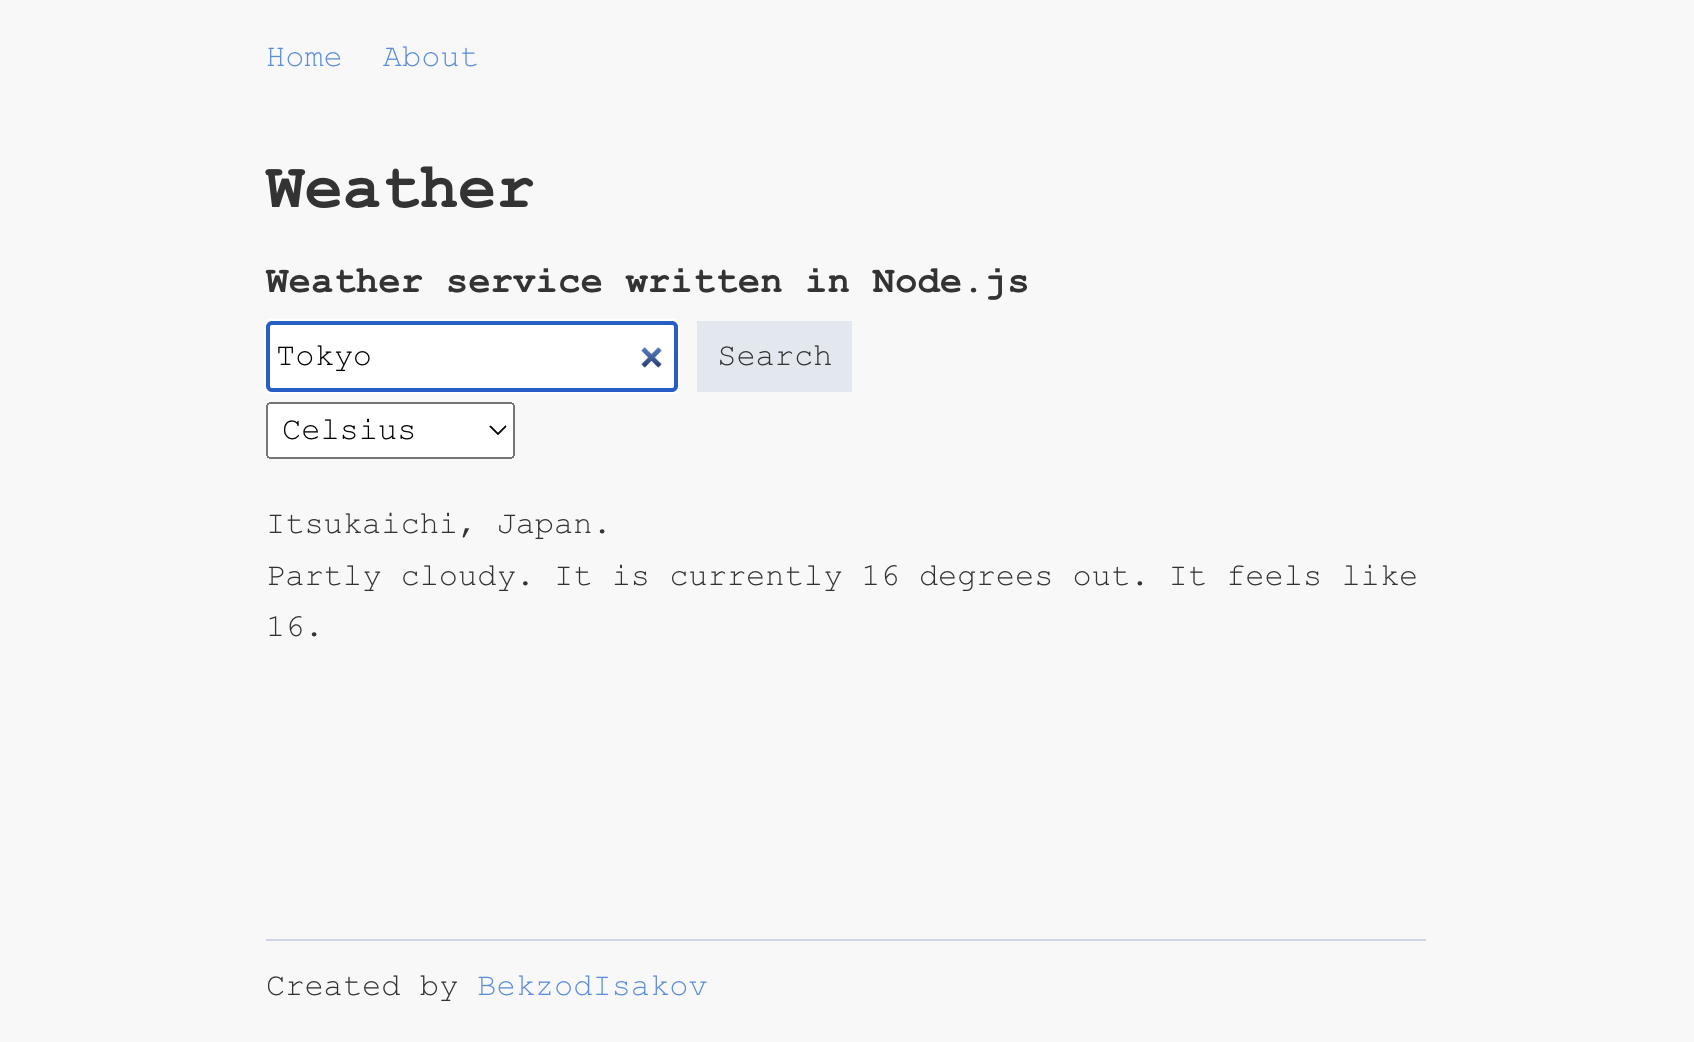 Home About
Weather
Weather service written in Node.js
Tokyo
Search
Celsius
Itsukaichi, Japan.
Partly cloudy. It is currently 16 degrees out. It feels like
16.
Created by BekzodIsakov